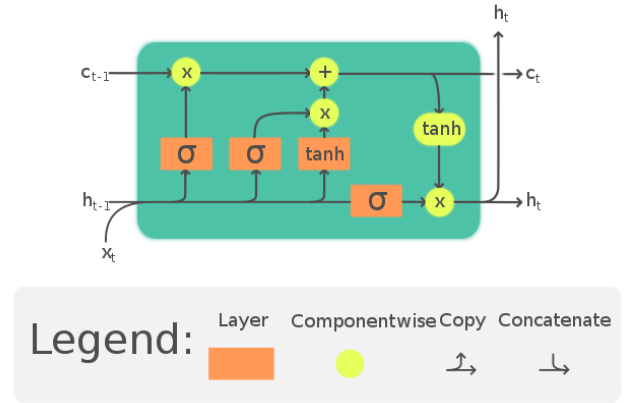 h_t
c_t-1
x
+
c_t
x
tanh
σ
σ
tanh
h_t-1
σ
x
h_t
x_t
Legend:
Layer
Componentwise
Copy
Concatenate